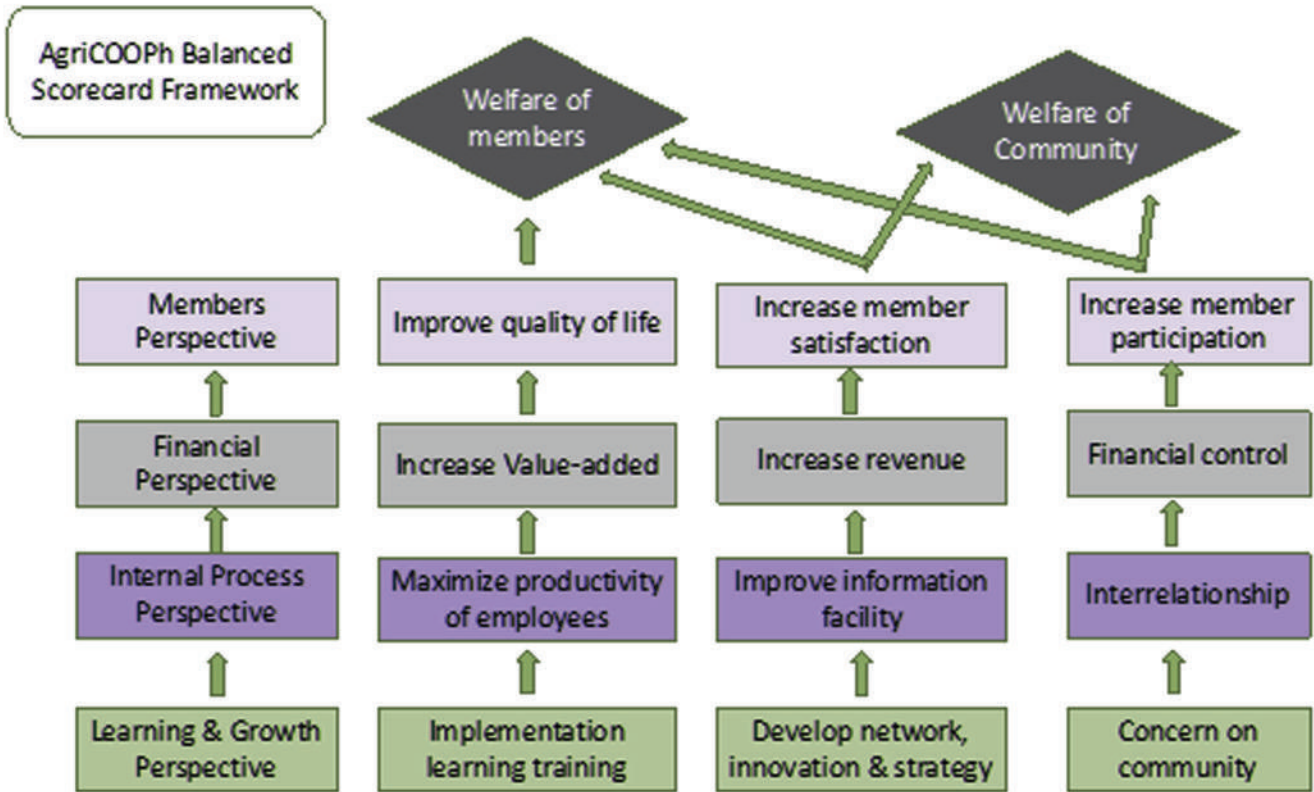 AgriCOOPh Balanced
Scorecard Framework
Welfare of
members
Welfare of
Community
Members
Perspective
Improve quality of life
Increase member
satisfaction
Increase member
participation
Financial
Perspective
Increase Value-added
Increase revenue
Financial control
Internal Process
Perspective
Maximize productivity
of employees
Improve information
facility
Interrelationship
Learning & Growth
Perspective
Implementation
learning training
Develop network,
innovation & strategy
Concern on
community